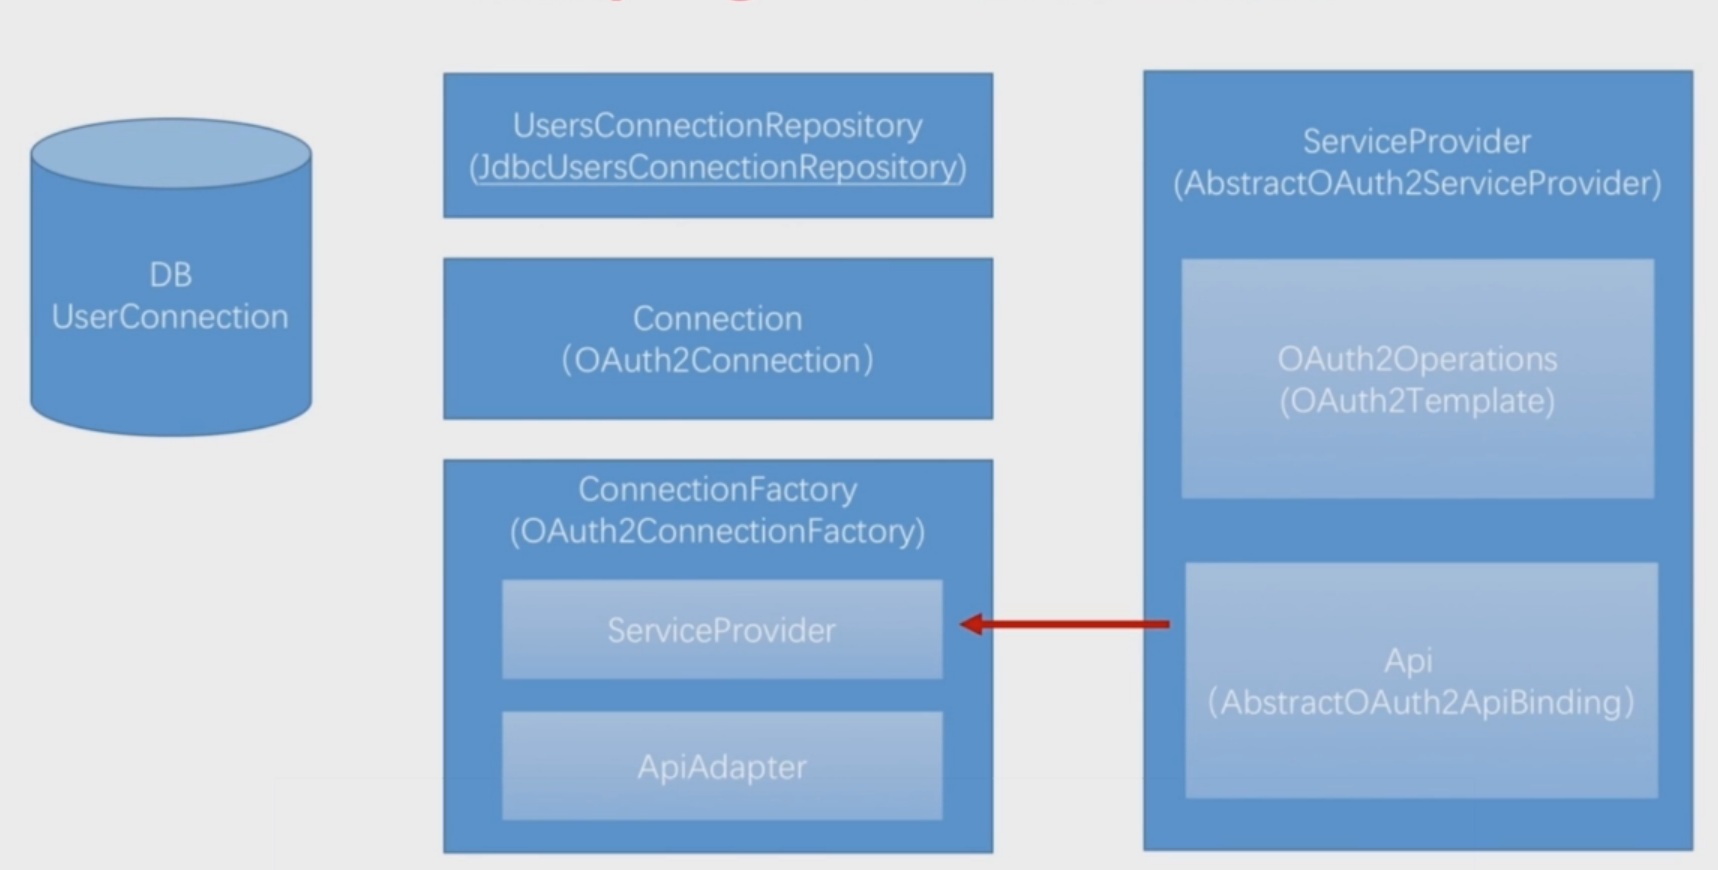 DB
UserConnection
UsersConnectionRepository
(JdbcUsersConnectionRepository)
Connection
（OAuth2Connection）
ConnectionFactory
(OAuth2ConnectionFactory)
ServiceProvider
ApiAdapter
ServiceProvider
(AbstractOAuth2ServiceProvider)
OAuth2Operations
(OAuth2Template)
Api
（AbstractOAuth2ApiBinding）